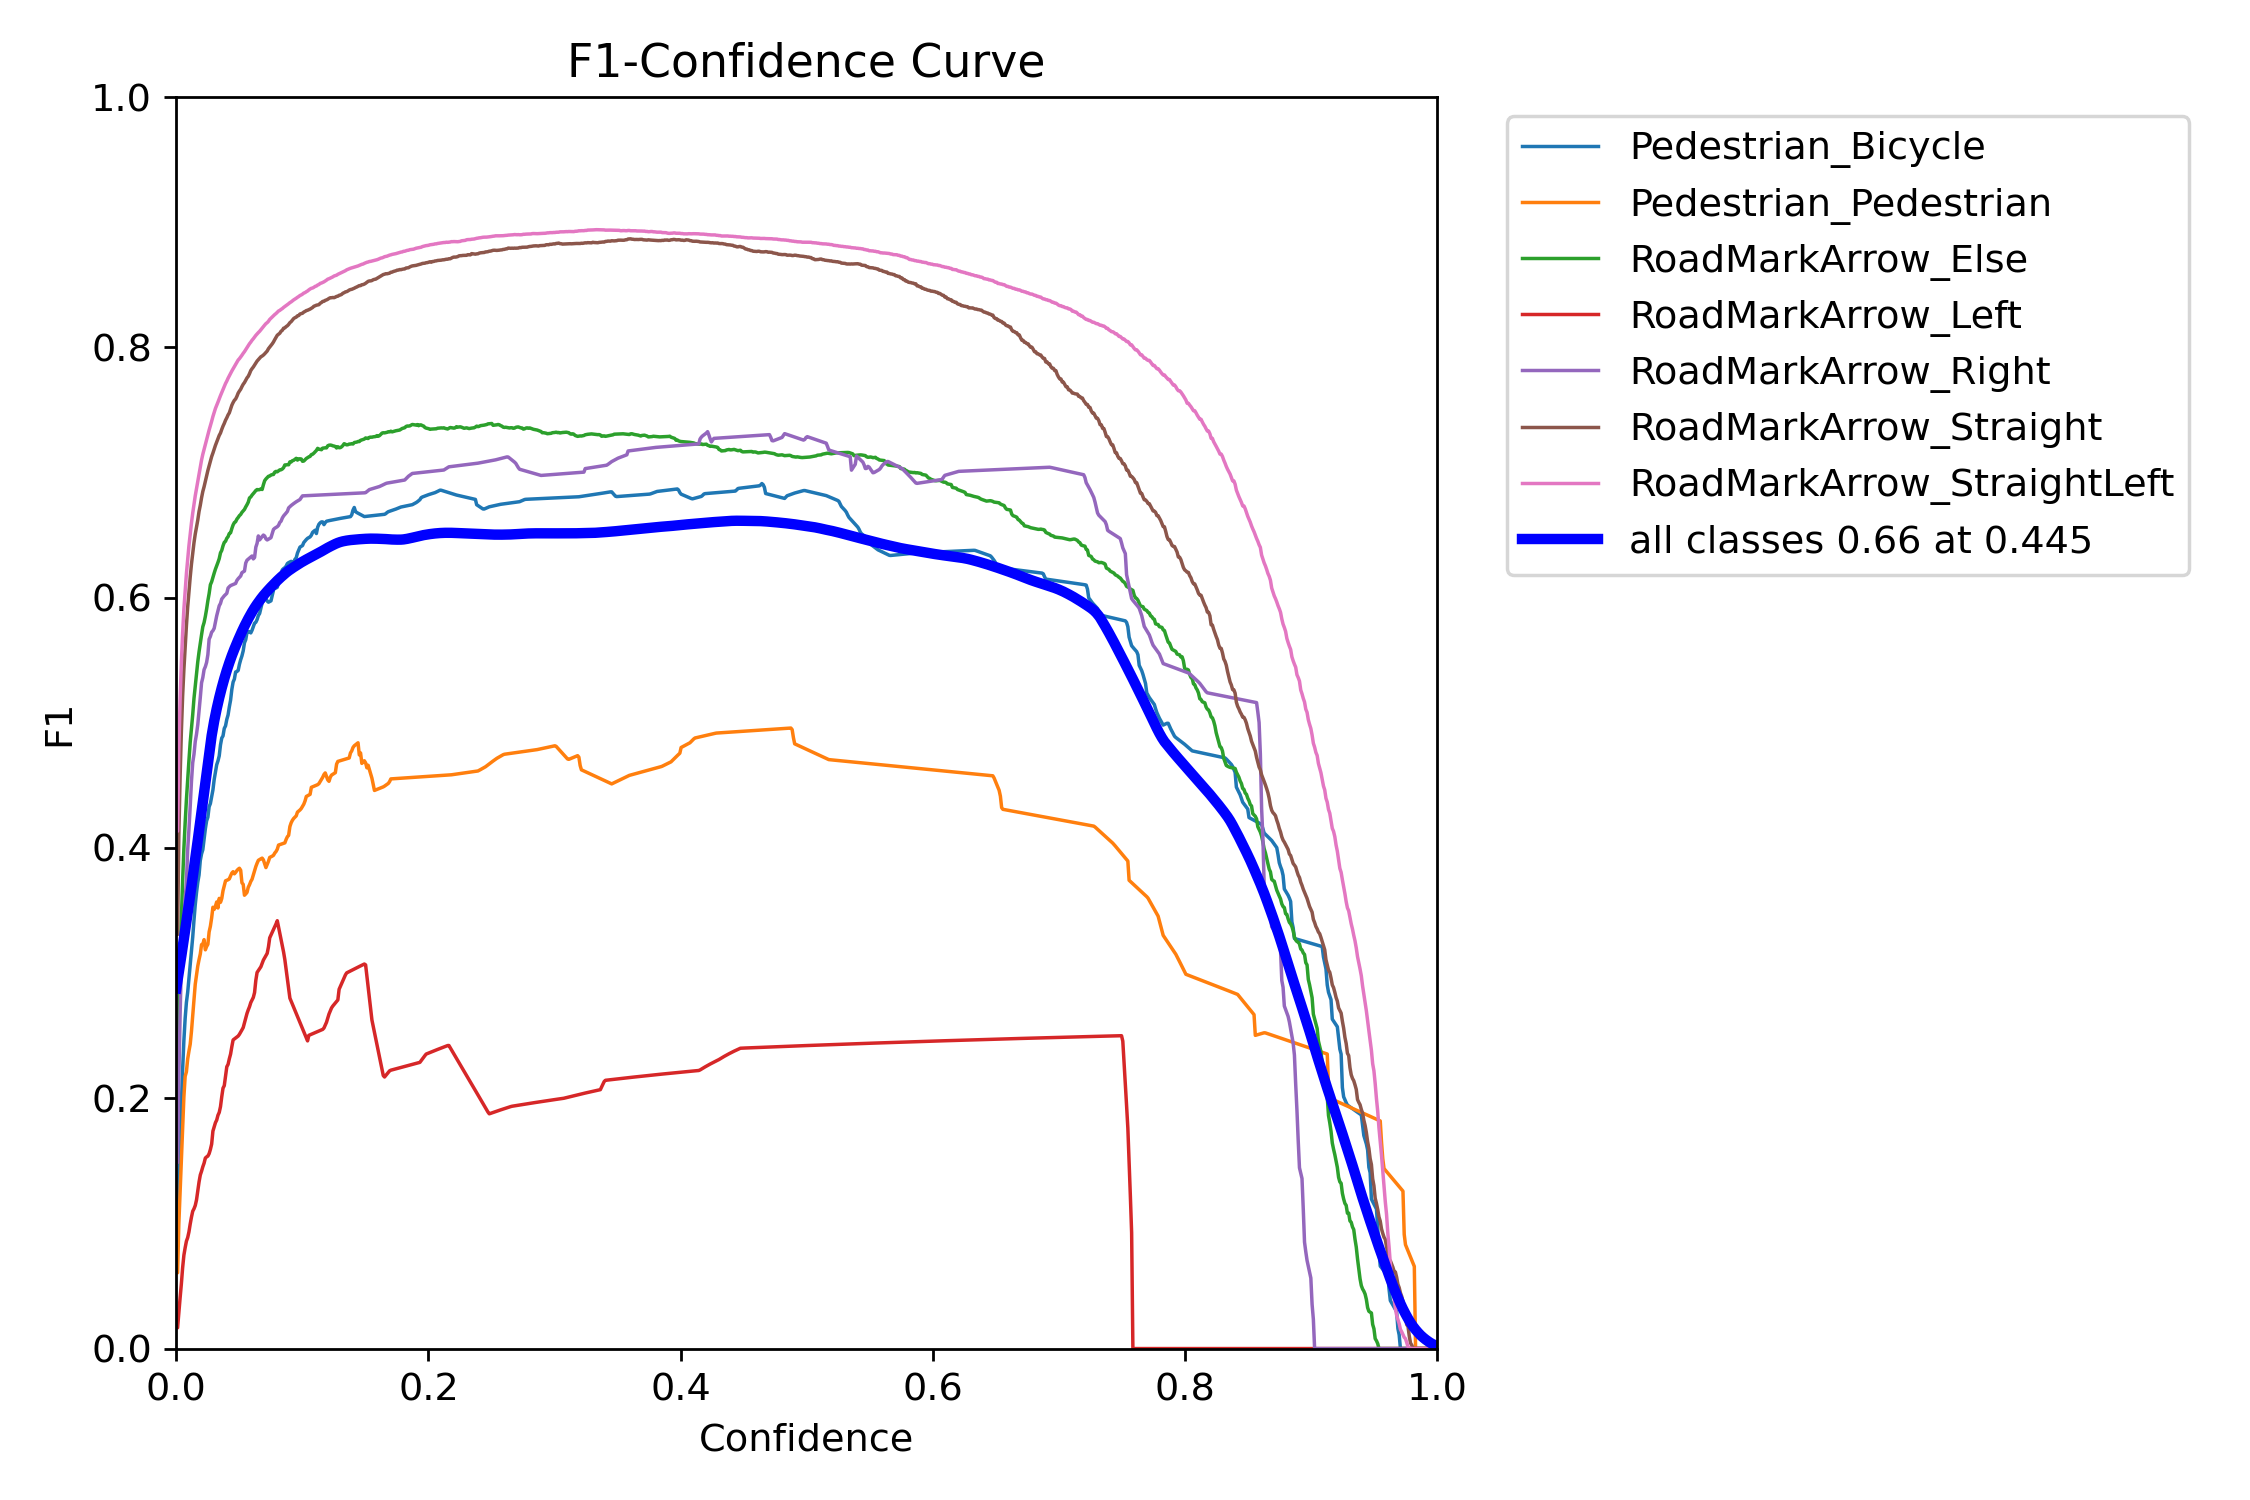 F1-Confidence Curve
1.0
0.8
0.6
0.4
0.2
0.0
F1
0.0 0.2 0.4 0.6 0.8 1.0
Confidence
Pedestrian_Bicycle
Pedestrian_Pedestrian
RoadMarkArrow_Else
RoadMarkArrow_Left
RoadMarkArrow_Right
RoadMarkArrow_Straight
RoadMarkArrow_StraightLeft
all classes 0.66 at 0.445